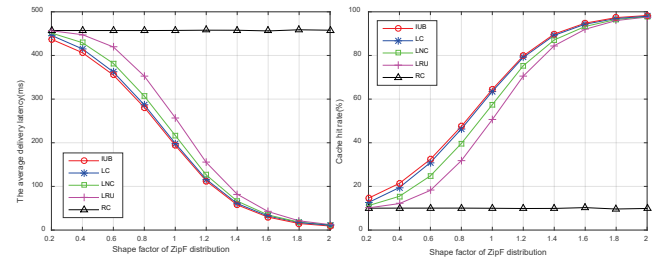 500
400
300
200
100
0
The average delivery latency(ms)
IUB
LC
LNC
LRU
RC
0.2 0.4 0.6 0.8 1 1.2 1.4 1.6 1.8 2
Shape factor of ZipF distribution
100
90
80
70
60
50
40
30
20
10
0
Cache hit rate(%)
IUB
LC
LNC
LRU
RC
0.2 0.4 0.6 0.8 1 1.2 1.4 1.6 1.8 2
Shape factor of ZipF distribution